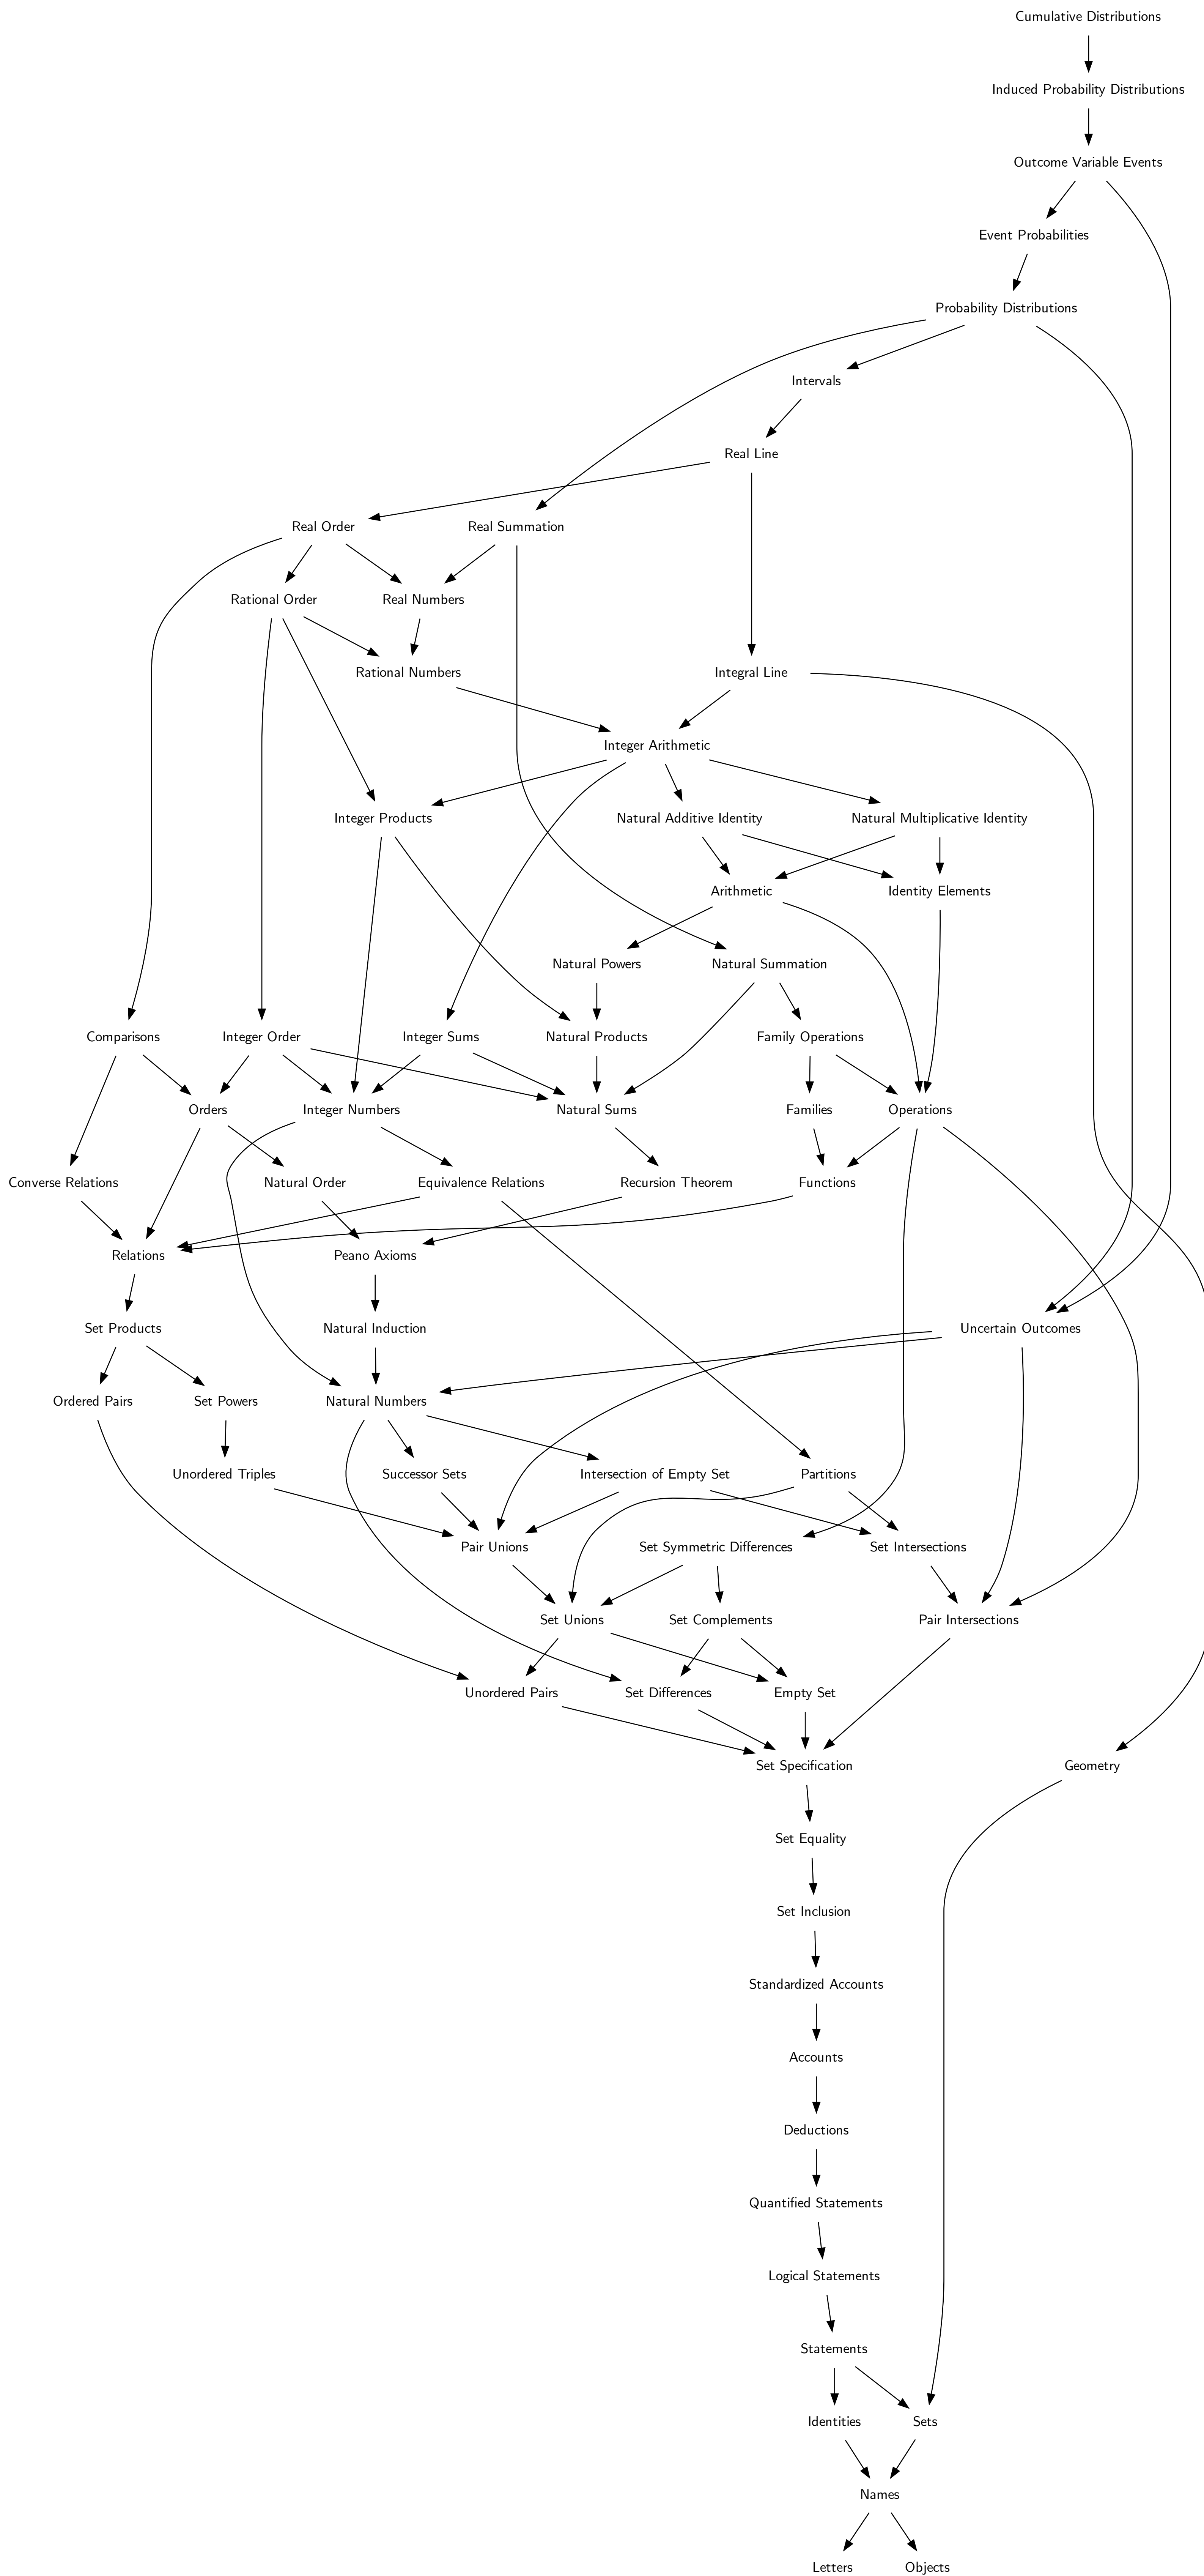 Cumulative Distributions
Induced Probability Distributions
Outcome Variable Events
Event Probabilities
Probability Distributions
Intervals
Real Line
Real Order
Real Summation
Rational Order
Real Numbers
Rational Numbers
Integral Line
Integer Arithmetic
Integer Products
Natural Additive Identity
Natural Multiplicative Identity
Arithmetic
Identity Elements
Natural Powers
Natural Summation
Comparisons
Integer Order
Integer Sums
Natural Products
Family Operations
Orders
Integer Numbers
Natural Sums
Families
Operations
Converse Relations
Natural Order
Equivalence Relations
Recursion Theorem
Functions
Relations
Peano Axioms
Set Products
Natural Induction
Uncertain Outcomes
Ordered Pairs
Set Powers
Natural Numbers
Unordered Triples
Successor Sets
Intersection of Empty Set
Partitions
Pair Unions
Set Symmetric Differences
Set Intersections
Set Unions
Set Complements
Pair Intersections
Unordered Pairs
Set Differences
Empty Set
Set Specification
Geometry
Set Equality
Set Inclusion
Standardized Accounts
Accounts
Deductions
Quantified Statements
Logical Statements
Statements
Identities
Sets
Names
Letters
Objects